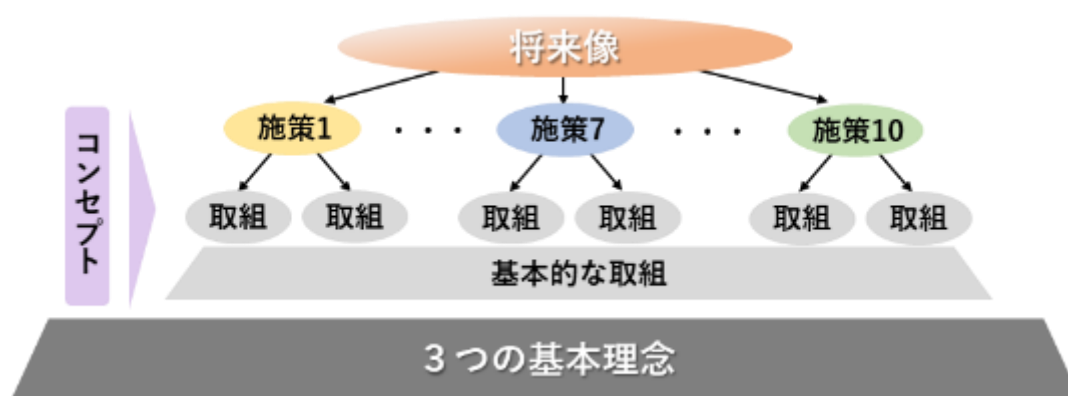 将来像
コンセプト
施策1 ・・・ 施策7 ・・・ 施策10
取組 取組 取組 取組 取組 取組
基本的な取組
3つの基本理念